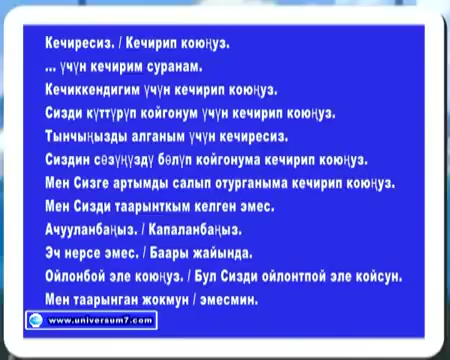 Кечиресиз. / Кечирип коюңуз.
... үчүн кечирим суранам.
Кечиккендигим үчүн кечирип коюңуз.
Сизди күттүрүп койгонум үчүн кечирип коюңуз.
Тынчыңызды алганым үчүн кечиресиз.
Сиздин сөзүңүздү бөлүп койгонума кечирип коюңуз.
Мен Сизге артымды салып отурганыма кечирип коюңуз.
Мен Сизди таарынткым келген эмес.
Ачууланбаңыз. / Капаланбаңыз.
Эч нерсе эмес. / Баары жайында.
Ойлонбой эле коюңуз. / Бул Сизди ойлонтпой эле койсун.
Мен таарынган жокмун / эмесмин.
www.universum7.com